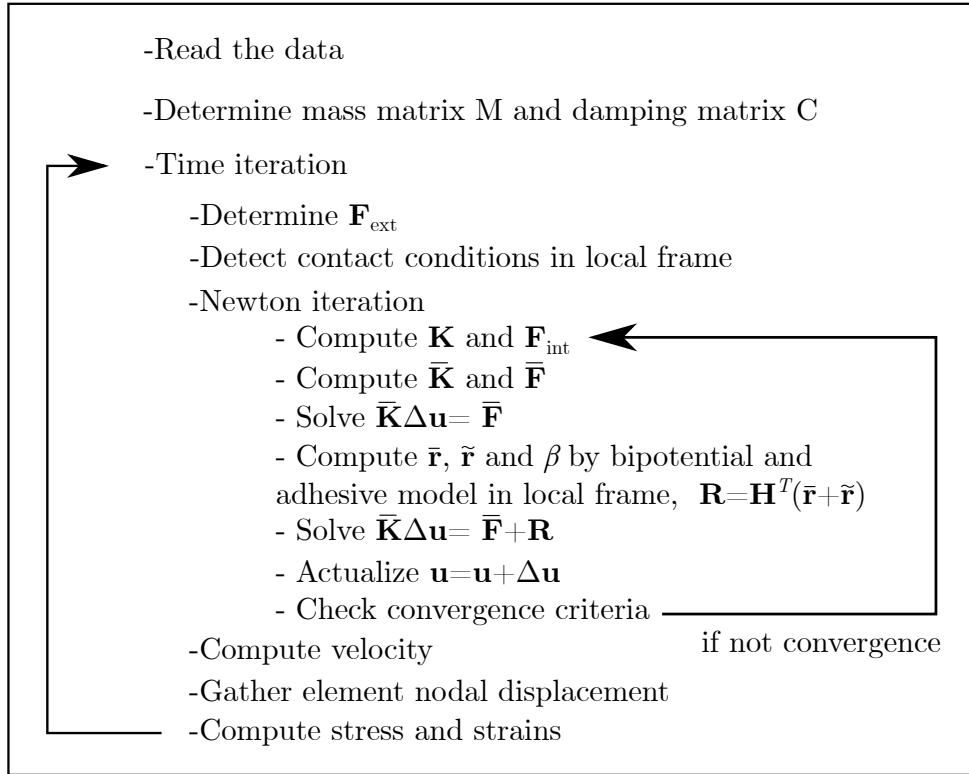 -Read the data
-Determine mass matrix M and damping matrix C
-Time iteration
-Determine 𝐅ext
-Detect contact conditions in local frame
-Newton iteration
- Compute 𝐊 and 𝐅int
- Compute 𝐊̅ and 𝐅̅
- Solve 𝐊̅Δ𝐮= 𝐅̅
- Compute 𝐫̄, 𝐫̃ and β by bipotential and
adhesive model in local frame, 𝐑=𝐇ᵀ(𝐫̄+𝐫̃)
- Solve 𝐊̅Δ𝐮= 𝐅̅+𝐑
- Actualize 𝐮=𝐮+Δ𝐮
- Check convergence criteria
if not convergence
-Compute velocity
-Gather element nodal displacement
-Compute stress and strains